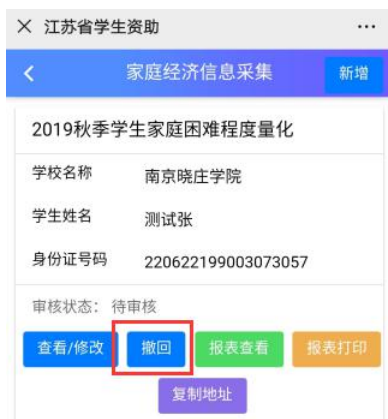 × 江苏省学生资助 ...
< 家庭经济信息采集 新增
2019秋季学生家庭困难程度量化
学校名称 南京晓庄学院
学生姓名 测试张
身份证号码 220622199003073057
审核状态： 待审核
查看/修改 撤回 报表查看 报表打印
复制地址